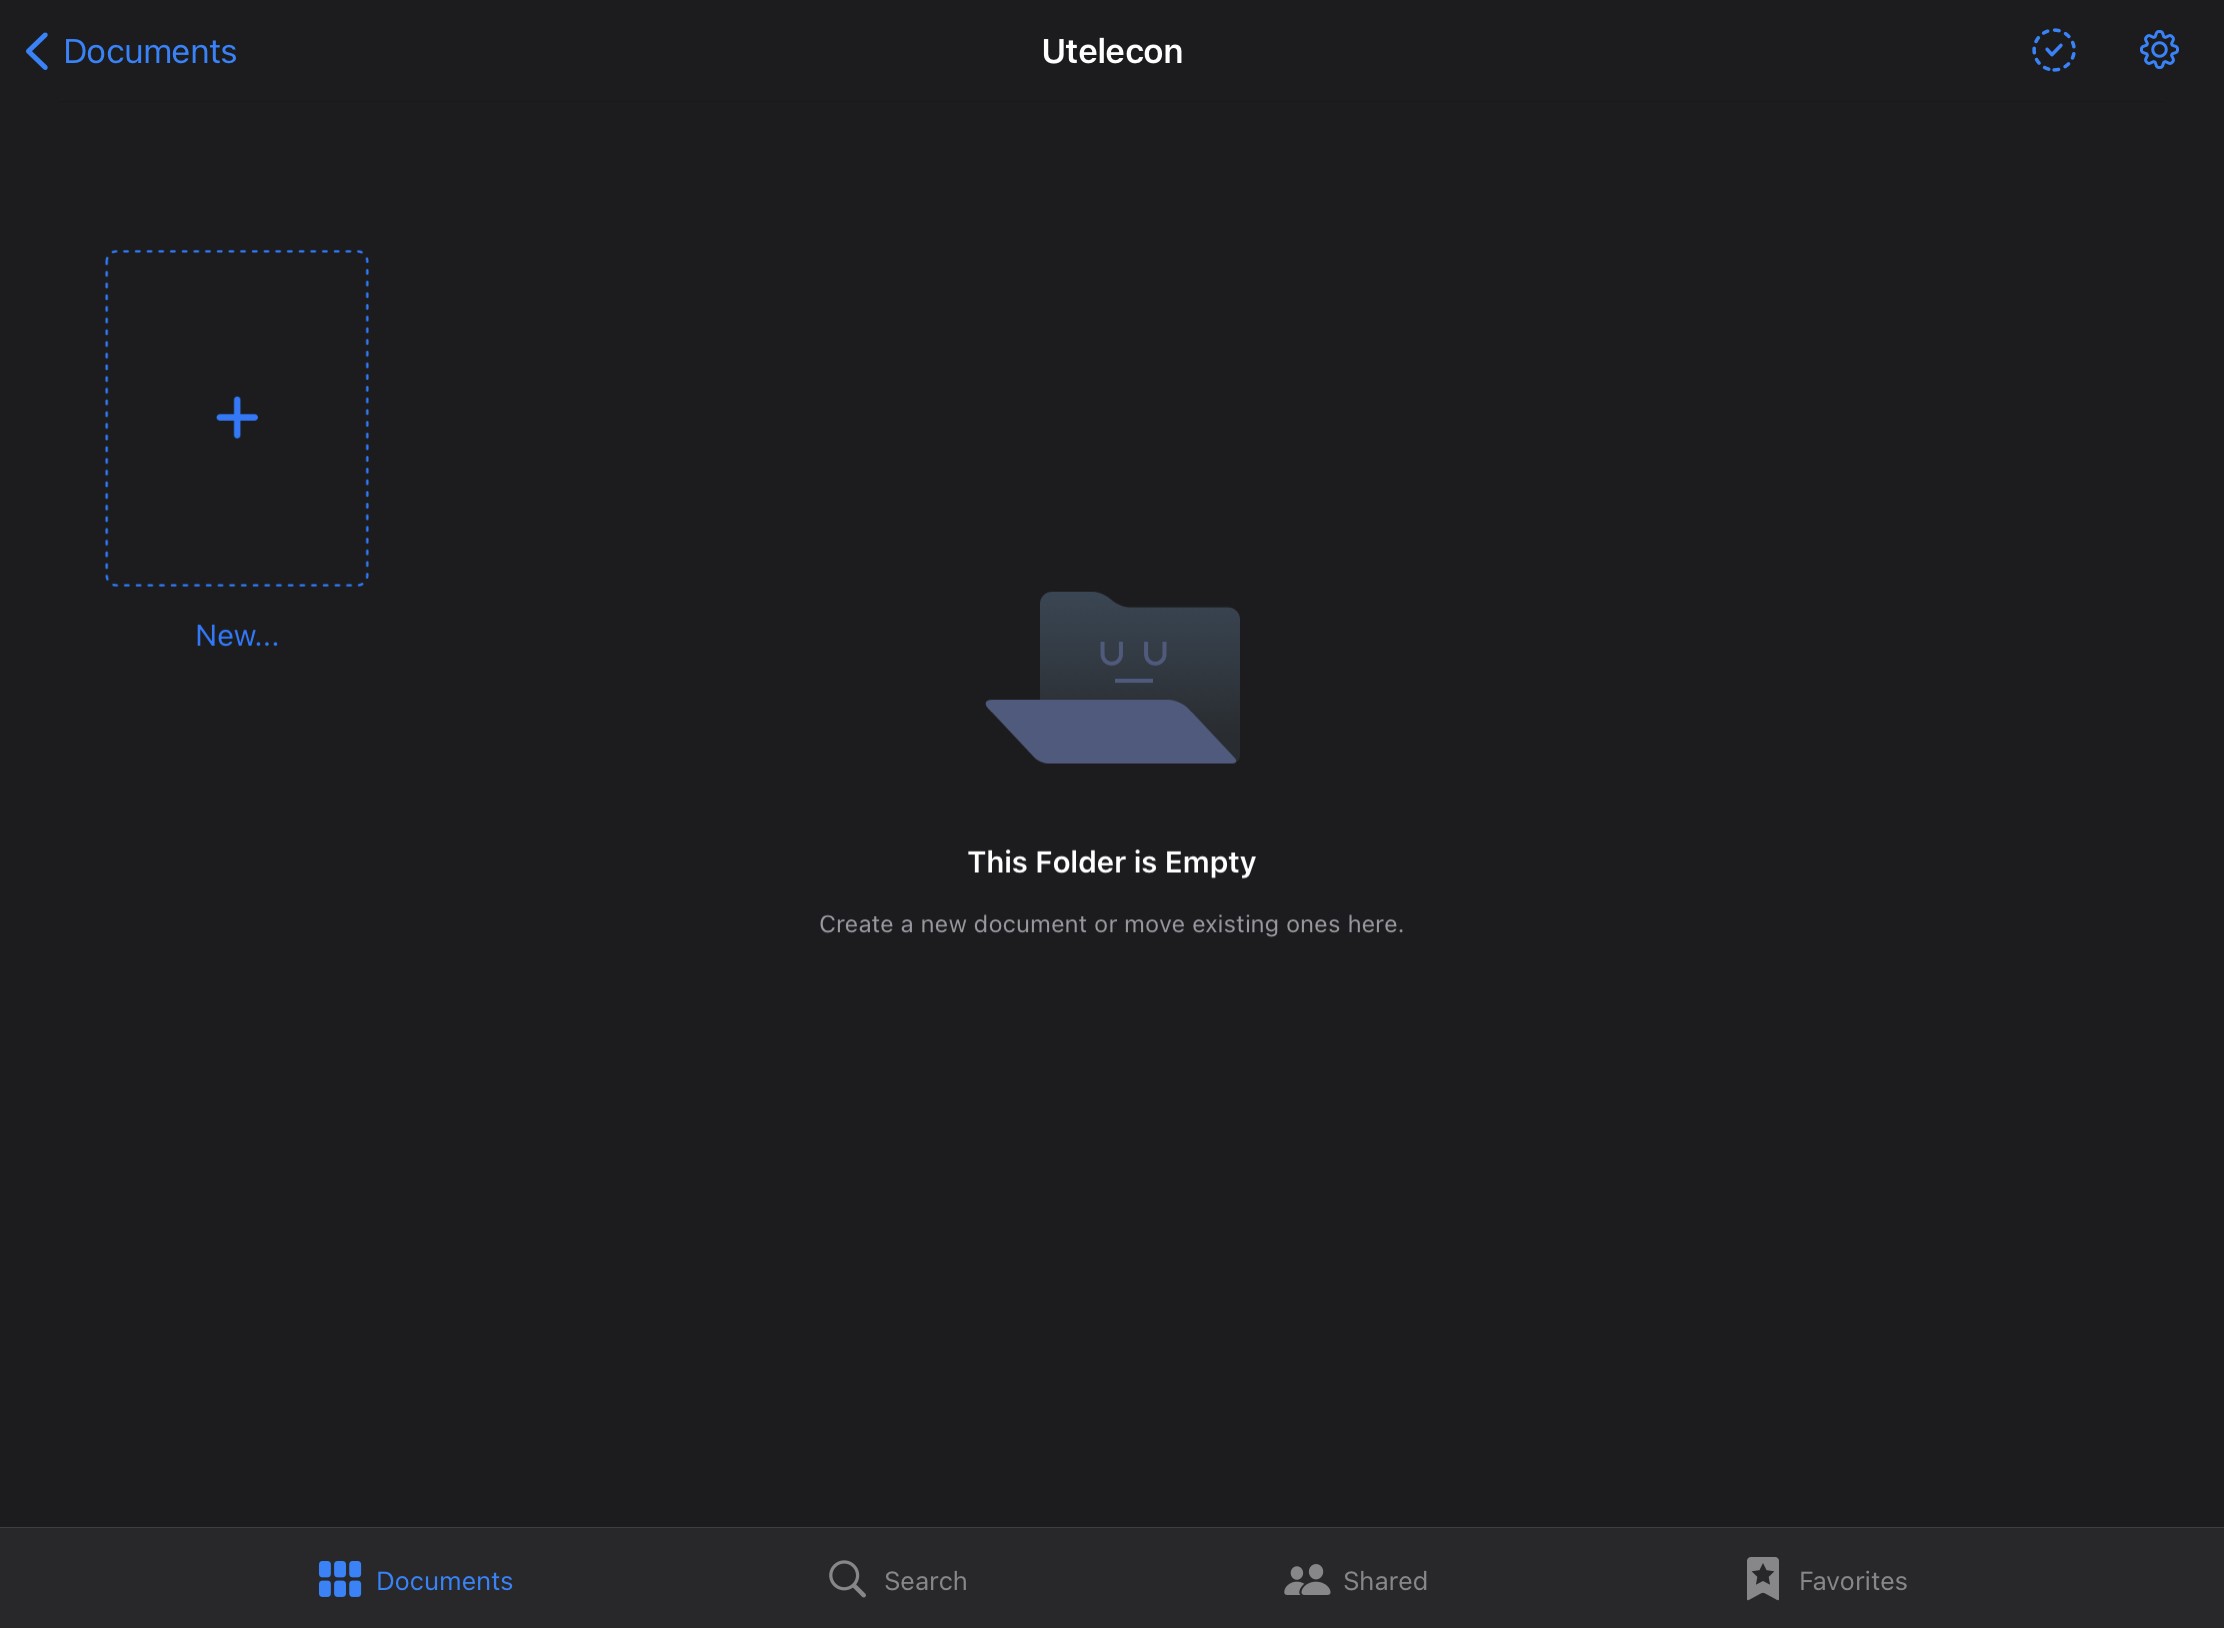 Documents
Utelecon
New...
This Folder is Empty
Create a new document or move existing ones here.
Documents
Search
Shared
Favorites